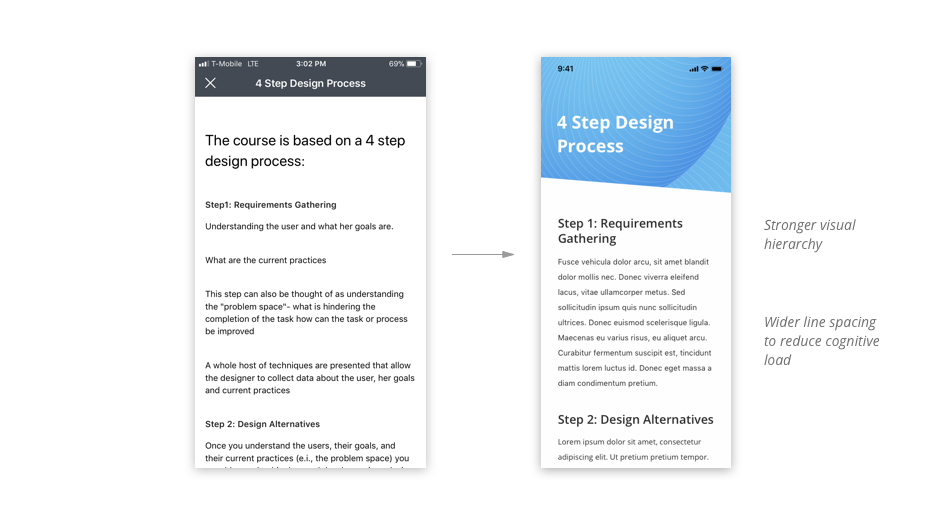 T-Mobile LTE 3:02 PM 69%
4 Step Design Process
The course is based on a 4 step
design process:
Step1: Requirements Gathering
Understanding the user and what her goals are.
What are the current practices
This step can also be thought of as understanding
the "problem space"- what is hindering the
completion of the task how can the task or process
be improved
A whole host of techniques are presented that allow
the designer to collect data about the user, her goals
and current practices
Step 2: Design Alternatives
Once you understand the users, their goals, and
their current practices (e.i., the problem space) you
9:41
4 Step Design
Process
Step 1: Requirements
Gathering
Fusce vehicula dolor arcu, sit amet blandit
dolor mollis nec. Donec viverra eleifend
lacus, vitae ullamcorper metus. Sed
sollicitudin ipsum quis nunc sollicitudin
ultrices. Donec euismod scelerisque ligula.
Maecenas eu varius risus, eu aliquet arcu.
Curabitur fermentum suscipit est, tincidunt
mattis lorem luctus id. Donec eget massa a
diam condimentum pretium.
Step 2: Design Alternatives
Lorem ipsum dolor sit amet, consectetur
adipiscing elit. Ut pretium pretium tempor.
Stronger visual
hierarchy
Wider line spacing
to reduce cognitive
load